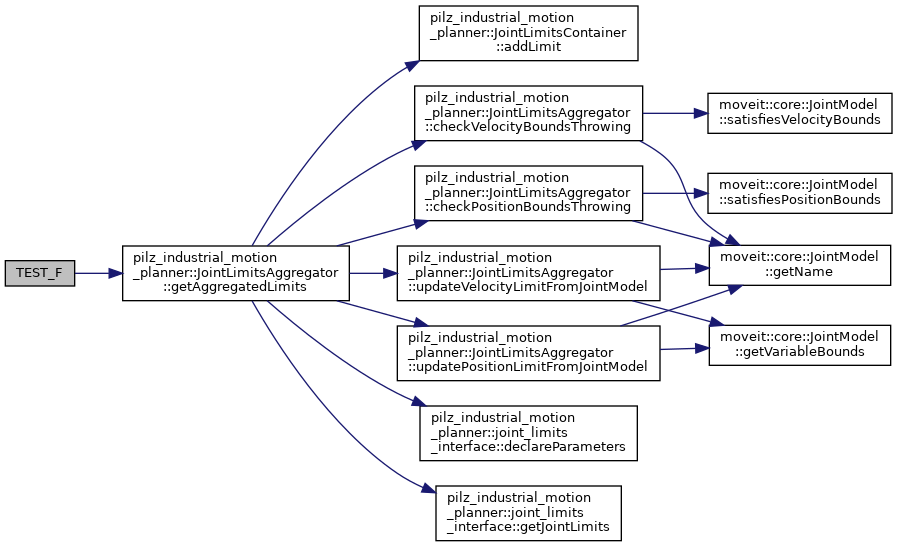 TEST_F
pilz_industrial_motion
_planner::JointLimitsAggregator
::getAggregatedLimits
pilz_industrial_motion
_planner::JointLimitsContainer
::addLimit
pilz_industrial_motion
_planner::JointLimitsAggregator
::checkVelocityBoundsThrowing
pilz_industrial_motion
_planner::JointLimitsAggregator
::checkPositionBoundsThrowing
pilz_industrial_motion
_planner::JointLimitsAggregator
::updateVelocityLimitFromJointModel
pilz_industrial_motion
_planner::JointLimitsAggregator
::updatePositionLimitFromJointModel
pilz_industrial_motion
_planner::joint_limits
_interface::declareParameters
pilz_industrial_motion
_planner::joint_limits
_interface::getJointLimits
moveit::core::JointModel
::satisfiesVelocityBounds
moveit::core::JointModel
::satisfiesPositionBounds
moveit::core::JointModel
::getName
moveit::core::JointModel
::getVariableBounds